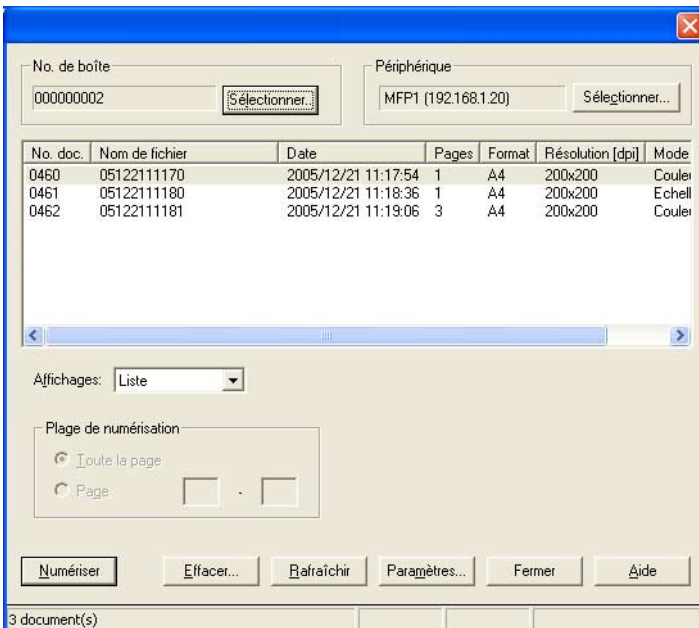 No. de boîte Périphérique
000000002 Sélectionner.. MFP1 (192.168.1.20) Sélectionner...
No. doc. Nom de fichier Date Pages Format Résolution [dpi] Mode
0460 05122111170 2005/12/21 11:17:54 1 A4 200x200 Couleu
0461 05122111180 2005/12/21 11:18:36 1 A4 200x200 Echell
0462 05122111181 2005/12/21 11:19:06 3 A4 200x200 Couleu
Affichages: Liste
Plage de numérisation
Toute la page
Page -
Numériser Effacer... Rafraîchir Paramètres... Fermer Aide
3 document(s)